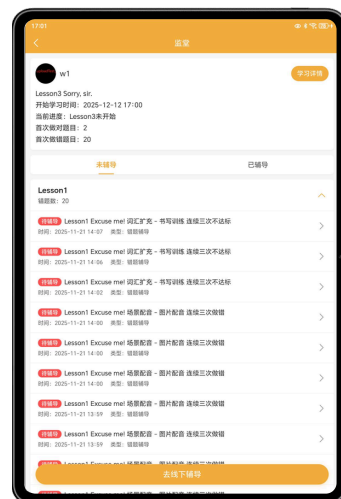 17:01
监堂
w1
学习详情
Lesson3 Sorry, sir.
开始学习时间：2025-12-12 17:00
当前进度：Lesson3未开始
首次做对题目：2
首次做错题目：20
未辅导
已辅导
Lesson1
错题数：20
待辅导 Lesson1 Excuse me! 词汇扩充 - 书写训练 连续三次不达标
时间：2025-11-21 14:07 类型：错题辅导
待辅导 Lesson1 Excuse me! 词汇扩充 - 书写训练 连续三次不达标
时间：2025-11-21 14:06 类型：错题辅导
待辅导 Lesson1 Excuse me! 词汇扩充 - 书写训练 连续三次不达标
时间：2025-11-21 14:02 类型：错题辅导
待辅导 Lesson1 Excuse me! 场景配音 - 图片配音 连续三次做错
时间：2025-11-21 14:00 类型：错题辅导
待辅导 Lesson1 Excuse me! 场景配音 - 图片配音 连续三次做错
时间：2025-11-21 14:00 类型：错题辅导
待辅导 Lesson1 Excuse me! 场景配音 - 图片配音 连续三次做错
时间：2025-11-21 14:00 类型：错题辅导
待辅导 Lesson1 Excuse me! 场景配音 - 图片配音 连续三次做错
时间：2025-11-21 13:59 类型：错题辅导
待辅导 Lesson1 Excuse me! 场景配音 - 图片配音 连续三次做错
时间：2025-11-21 13:59 类型：错题辅导
去线下辅导